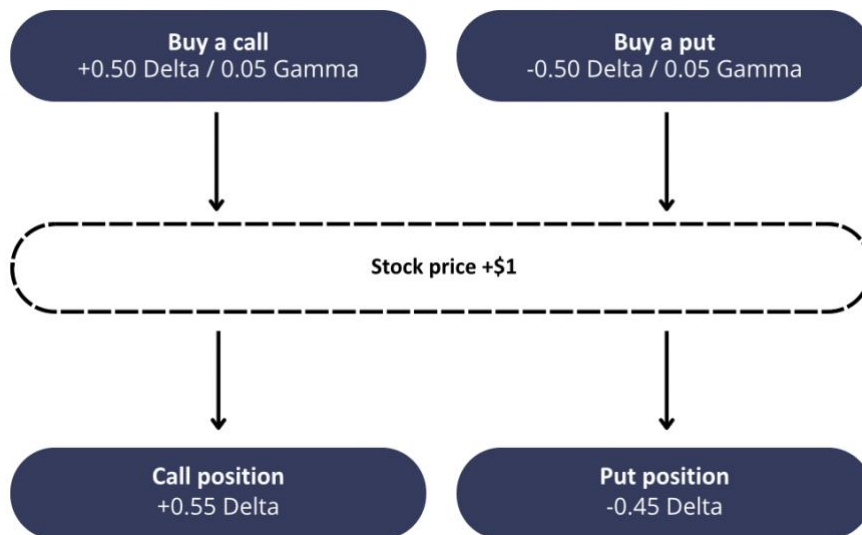 Buy a call
+0.50 Delta / 0.05 Gamma
Buy a put
-0.50 Delta / 0.05 Gamma
Stock price +$1
Call position
+0.55 Delta
Put position
-0.45 Delta